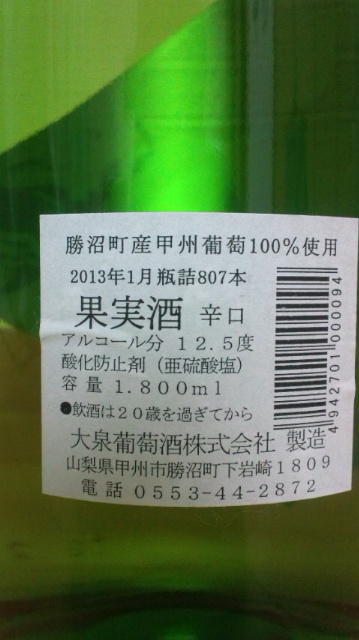 勝沼町産甲州葡萄100%使用
2013年1月瓶詰807本
果実酒 辛口
アルコール分 12.5度
酸化防止剤（亜硫酸塩）
容量 1.800ml
●飲酒は20歳を過ぎてから
大泉葡萄酒株式会社 製造
山梨県甲州市勝沼町下岩崎1809
電話 0553-44-2872
4942701000094